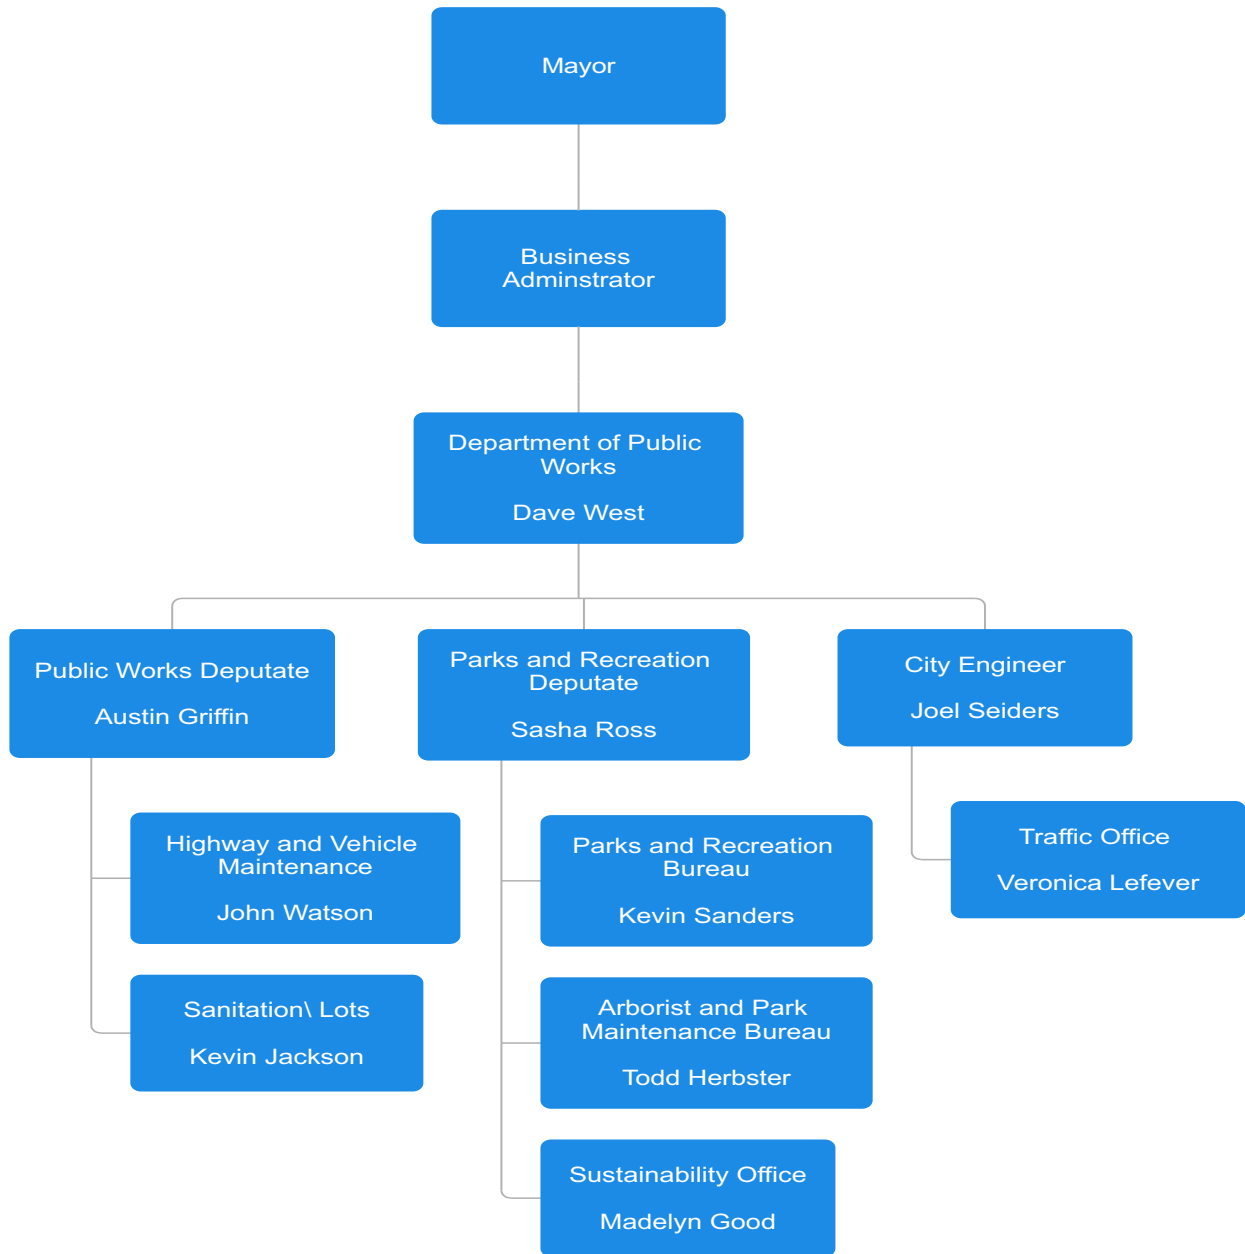 Mayor
Business
Adminstrator
Department of Public
Works
Dave West
Public Works Deputate
Austin Griffin
Parks and Recreation
Deputate
Sasha Ross
City Engineer
Joel Seiders
Highway and Vehicle
Maintenance
John Watson
Sanitation\ Lots
Kevin Jackson
Parks and Recreation
Bureau
Kevin Sanders
Arborist and Park
Maintenance Bureau
Todd Herbster
Sustainability Office
Madelyn Good
Traffic Office
Veronica Lefever